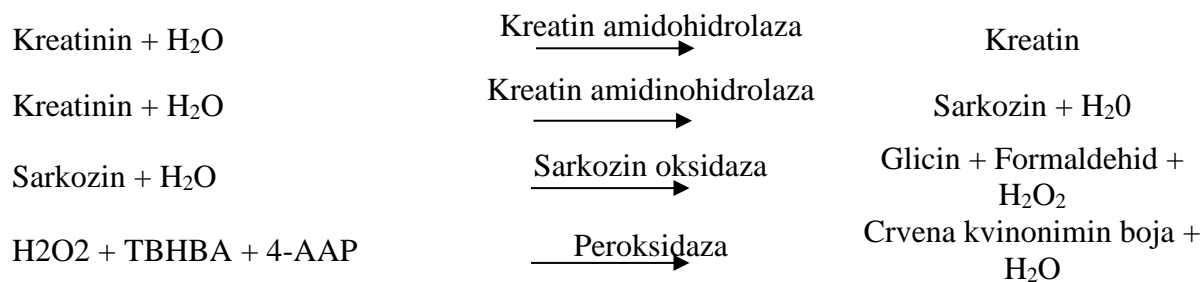 Kreatinin + H₂O Kreatin amidohidrolaza Kreatin
Kreatinin + H₂O Kreatin amidinohidrolaza Sarkozin + H₂0
Sarkozin + H₂O Sarkozin oksidaza Glicin + Formaldehid +
H₂O₂
H2O2 + TBHBA + 4-AAP Peroksidaza Crvena kvinonimin boja +
H₂O